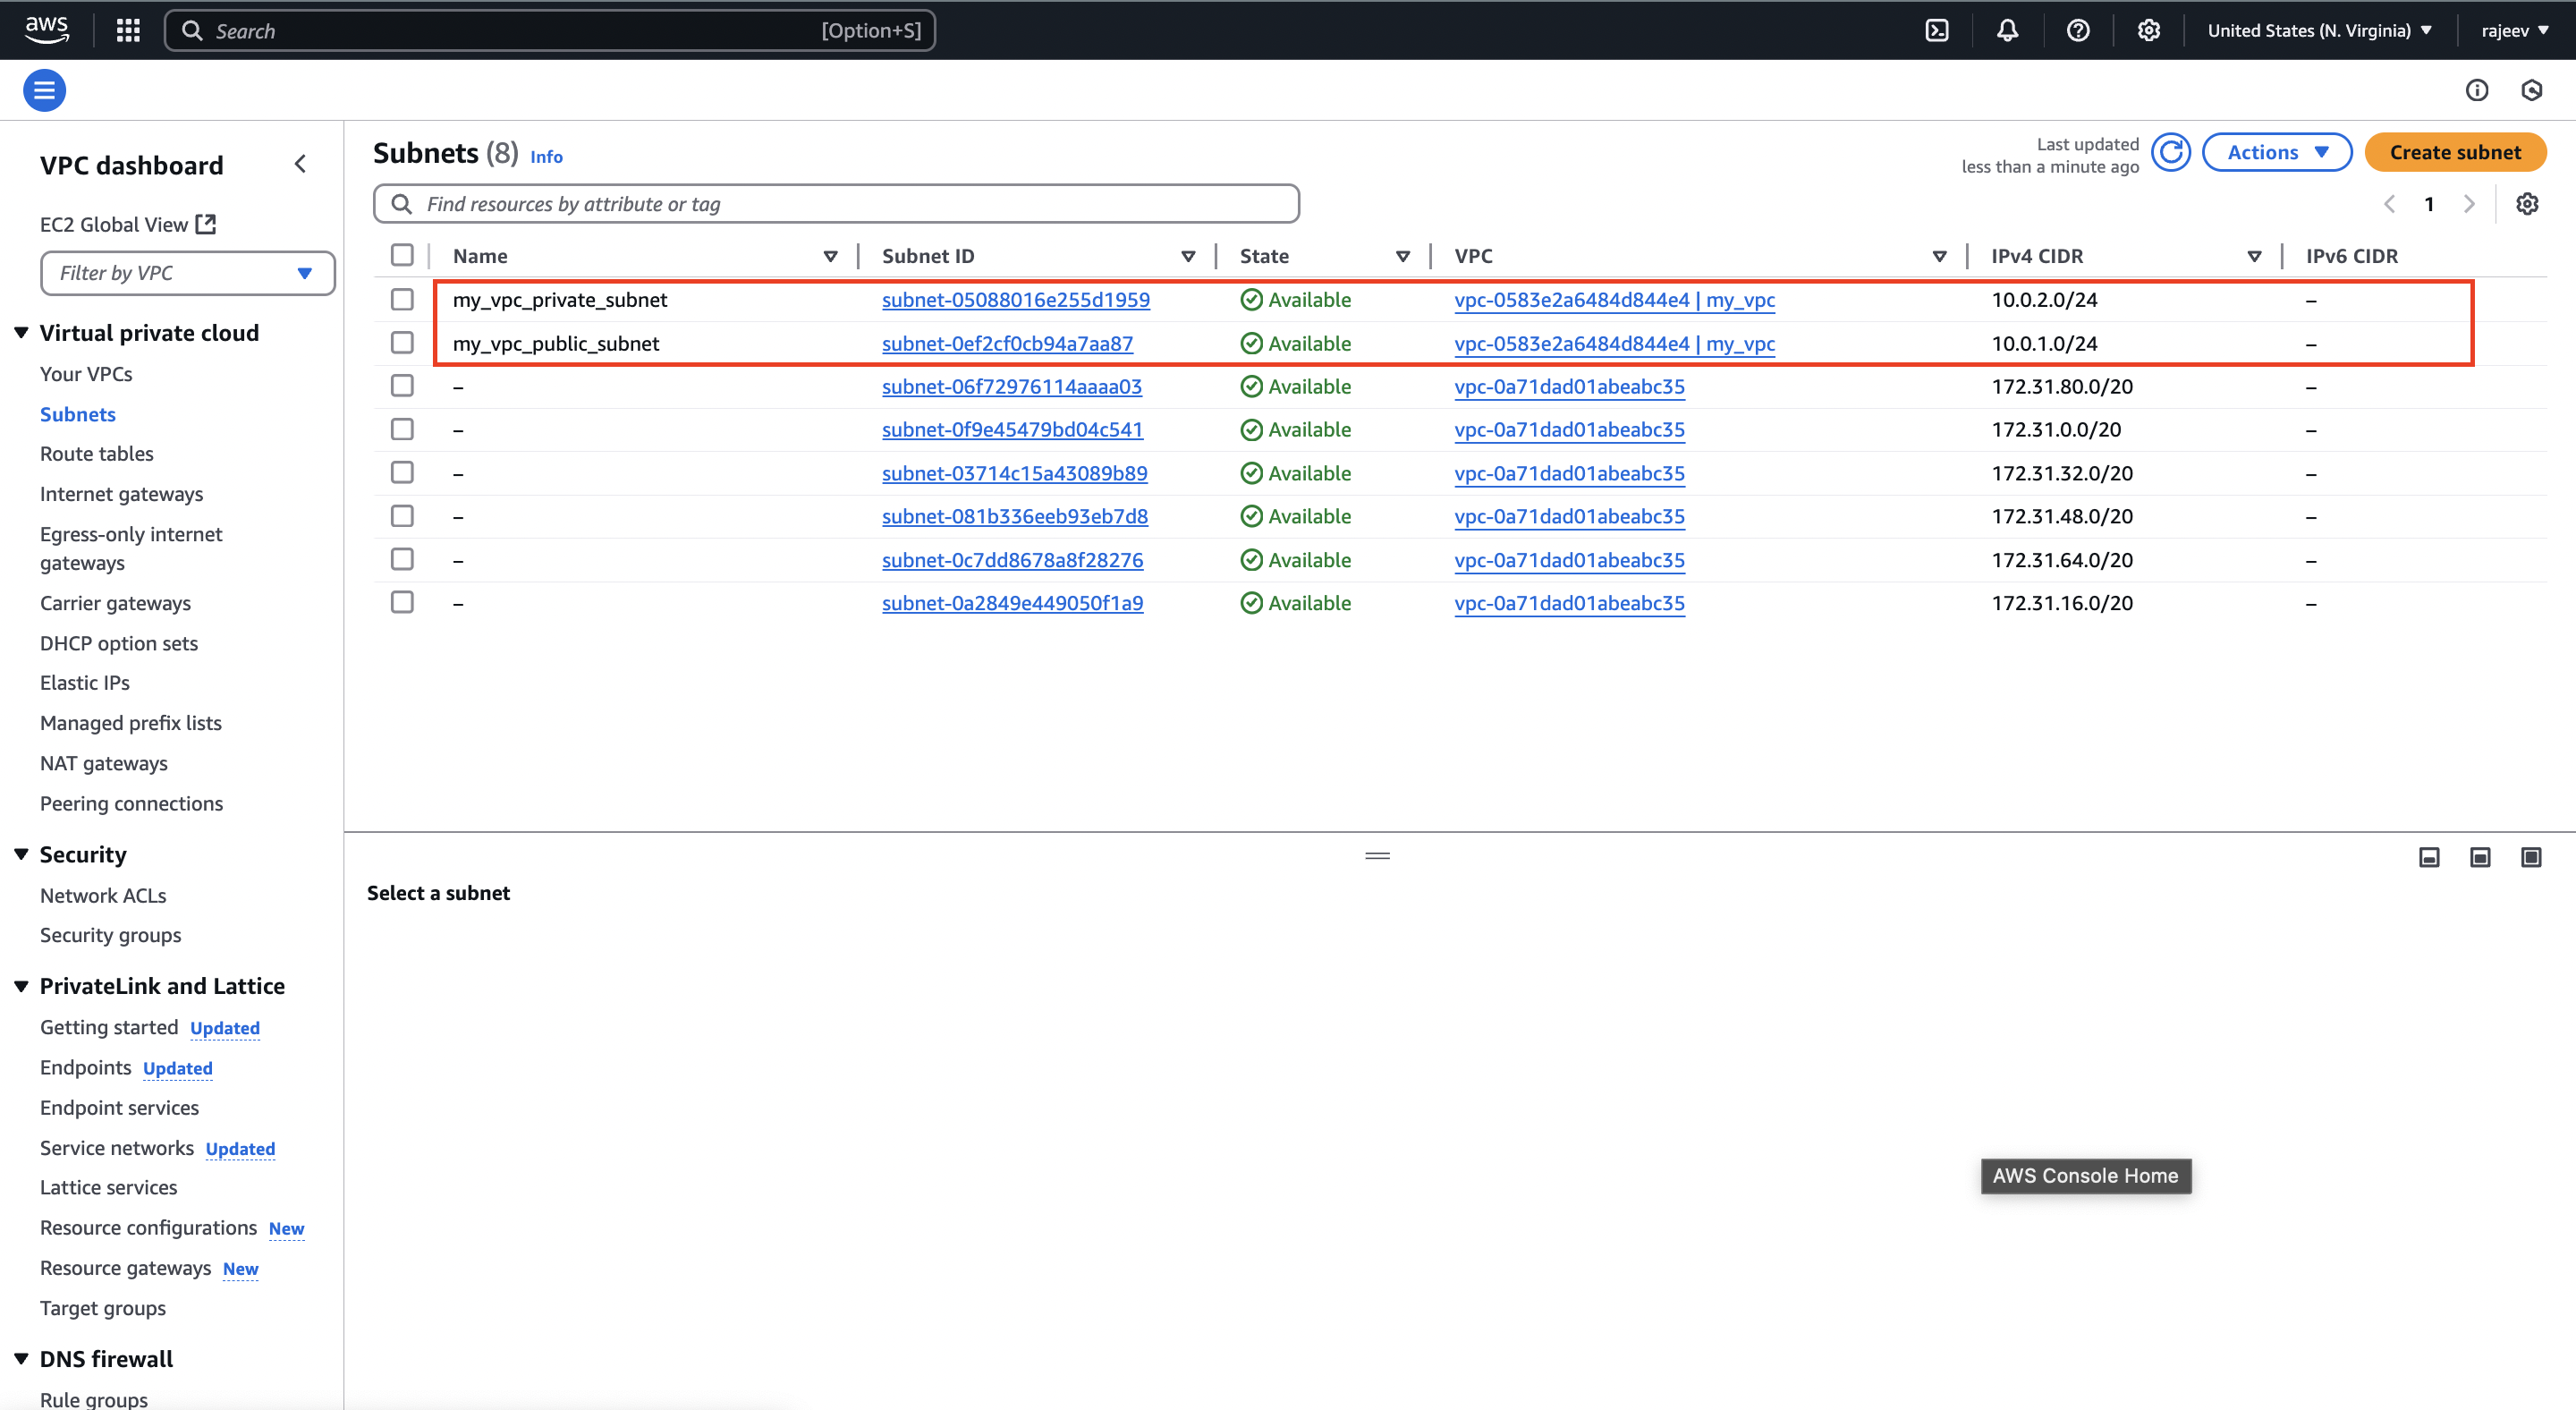 aws Search [Option+S] United States (N. Virginia) rajeev
VPC dashboard
EC2 Global View
Filter by VPC
Virtual private cloud
Your VPCs
Subnets
Route tables
Internet gateways
Egress-only internet
gateways
Carrier gateways
DHCP option sets
Elastic IPs
Managed prefix lists
NAT gateways
Peering connections
Security
Network ACLs
Security groups
PrivateLink and Lattice
Getting started Updated
Endpoints Updated
Endpoint services
Service networks Updated
Lattice services
Resource configurations New
Resource gateways New
Target groups
DNS firewall
Rule groups
Subnets (8) Info
Last updated
less than a minute ago
Actions
Create subnet
Find resources by attribute or tag
1
Name Subnet ID State VPC IPv4 CIDR IPv6 CIDR
my_vpc_private_subnet subnet-05088016e255d1959 Available vpc-0583e2a6484d844e4 | my_vpc 10.0.2.0/24 –
my_vpc_public_subnet subnet-0ef2cf0cb94a7aa87 Available vpc-0583e2a6484d844e4 | my_vpc 10.0.1.0/24 –
– subnet-06f72976114aaaa03 Available vpc-0a71dad01abeabc35 172.31.80.0/20 –
– subnet-0f9e45479bd04c541 Available vpc-0a71dad01abeabc35 172.31.0.0/20 –
– subnet-03714c15a43089b89 Available vpc-0a71dad01abeabc35 172.31.32.0/20 –
– subnet-081b336eeb93eb7d8 Available vpc-0a71dad01abeabc35 172.31.48.0/20 –
– subnet-0c7dd8678a8f28276 Available vpc-0a71dad01abeabc35 172.31.64.0/20 –
– subnet-0a2849e449050f1a9 Available vpc-0a71dad01abeabc35 172.31.16.0/20 –
Select a subnet
AWS Console Home